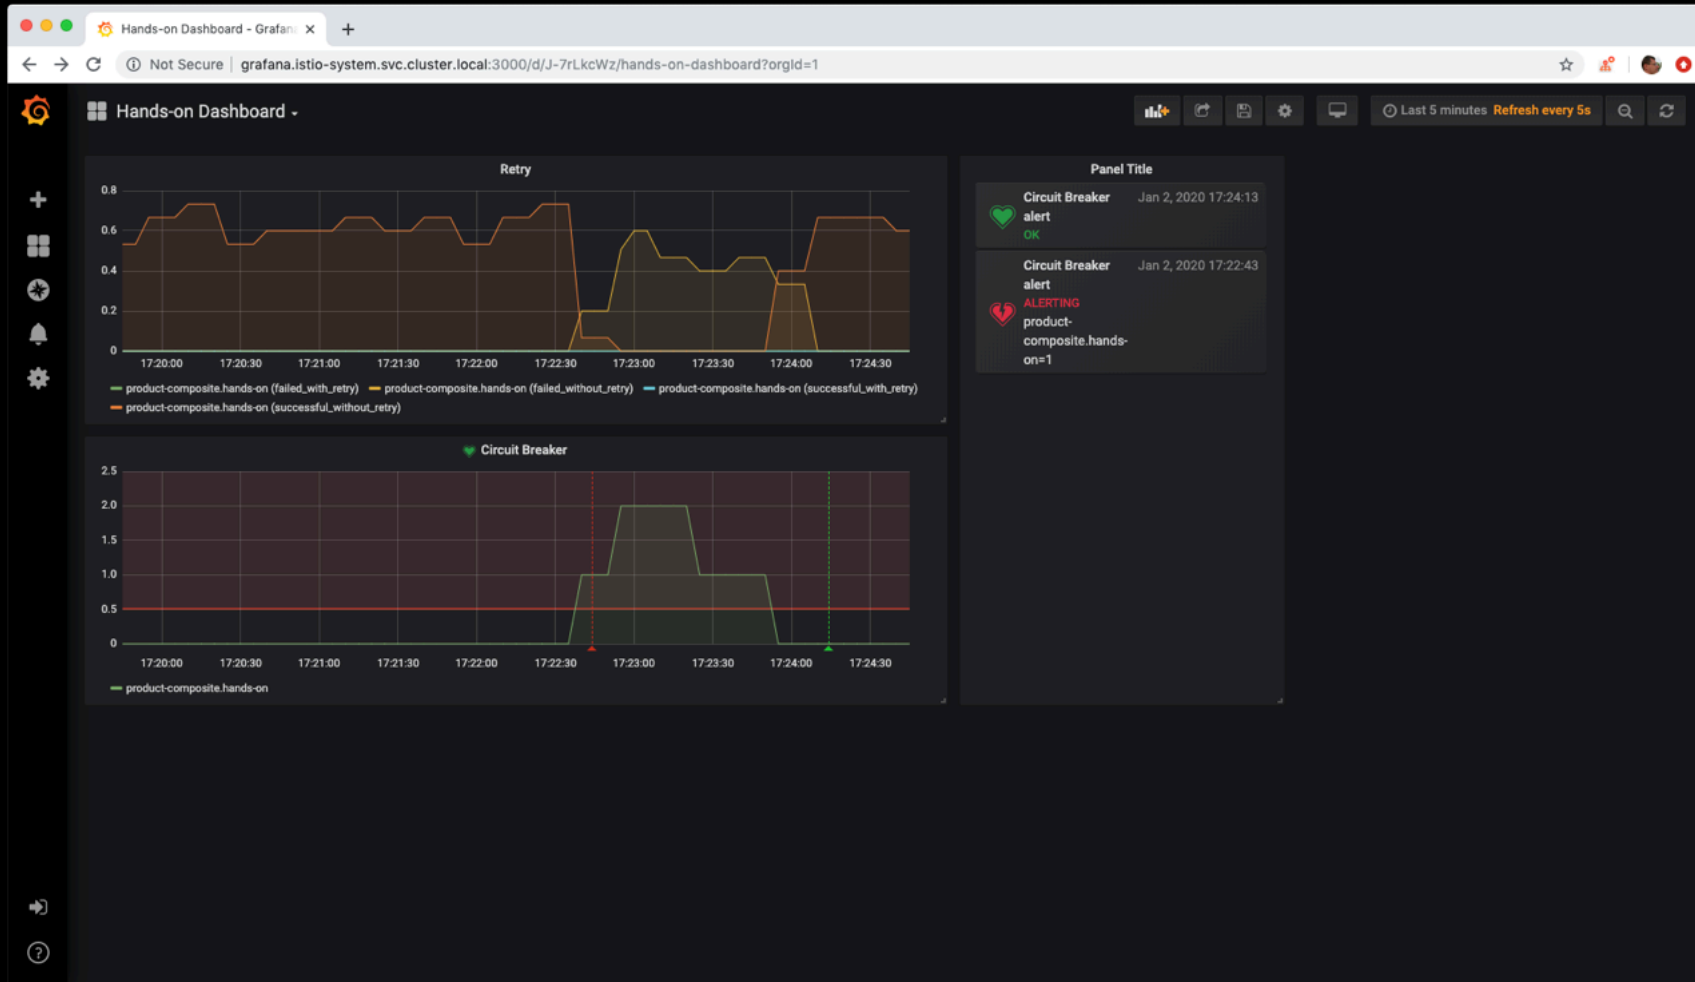 Hands-on Dashboard - Grafan
Not Secure | grafana.istio-system.svc.cluster.local:3000/d/J-7rLkcWz/hands-on-dashboard?orgId=1
Hands-on Dashboard
Last 5 minutes Refresh every 5s
Retry
0.8
0.6
0.4
0.2
0
17:20:00 17:20:30 17:21:00 17:21:30 17:22:00 17:22:30 17:23:00 17:23:30 17:24:00 17:24:30
product-composite.hands-on (failed_with_retry) product-composite.hands-on (failed_without_retry) product-composite.hands-on (successful_with_retry)
product-composite.hands-on (successful_without_retry)
Circuit Breaker
2.5
2.0
1.5
1.0
0.5
0
17:20:00 17:20:30 17:21:00 17:21:30 17:22:00 17:22:30 17:23:00 17:23:30 17:24:00 17:24:30
product-composite.hands-on
Panel Title
Circuit Breaker Jan 2, 2020 17:24:13
alert
OK
Circuit Breaker Jan 2, 2020 17:22:43
alert
ALERTING
product-
composite.hands-
on=1